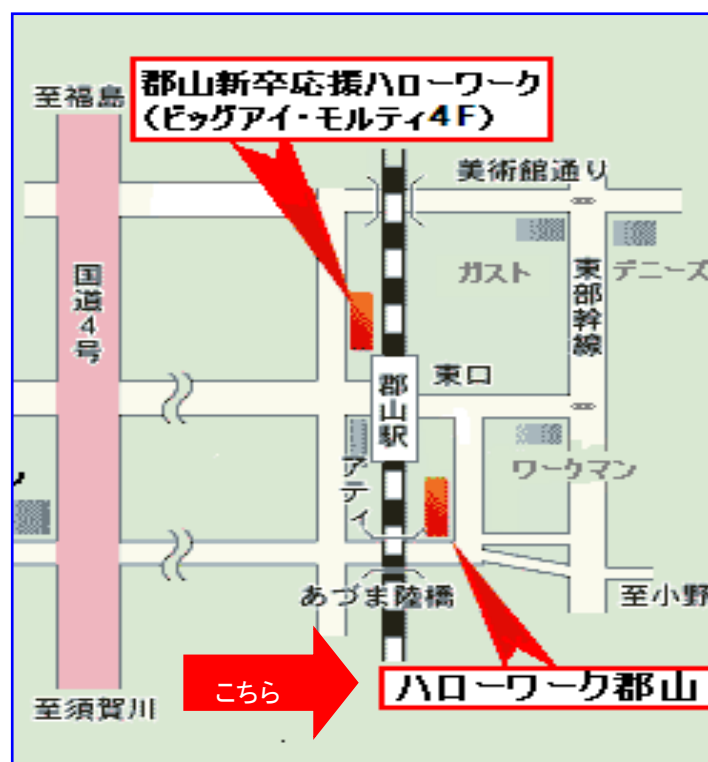 郡山新卒応援ハローワーク
（ビッグアイ・モルティ４Ｆ）
至福島
美術館通り
国道4号
ガスト
東部幹線
デニーズ
東口
郡山駅
アティ
ワークマン
あづま陸橋
至小野
こちら
ハローワーク郡山
至須賀川